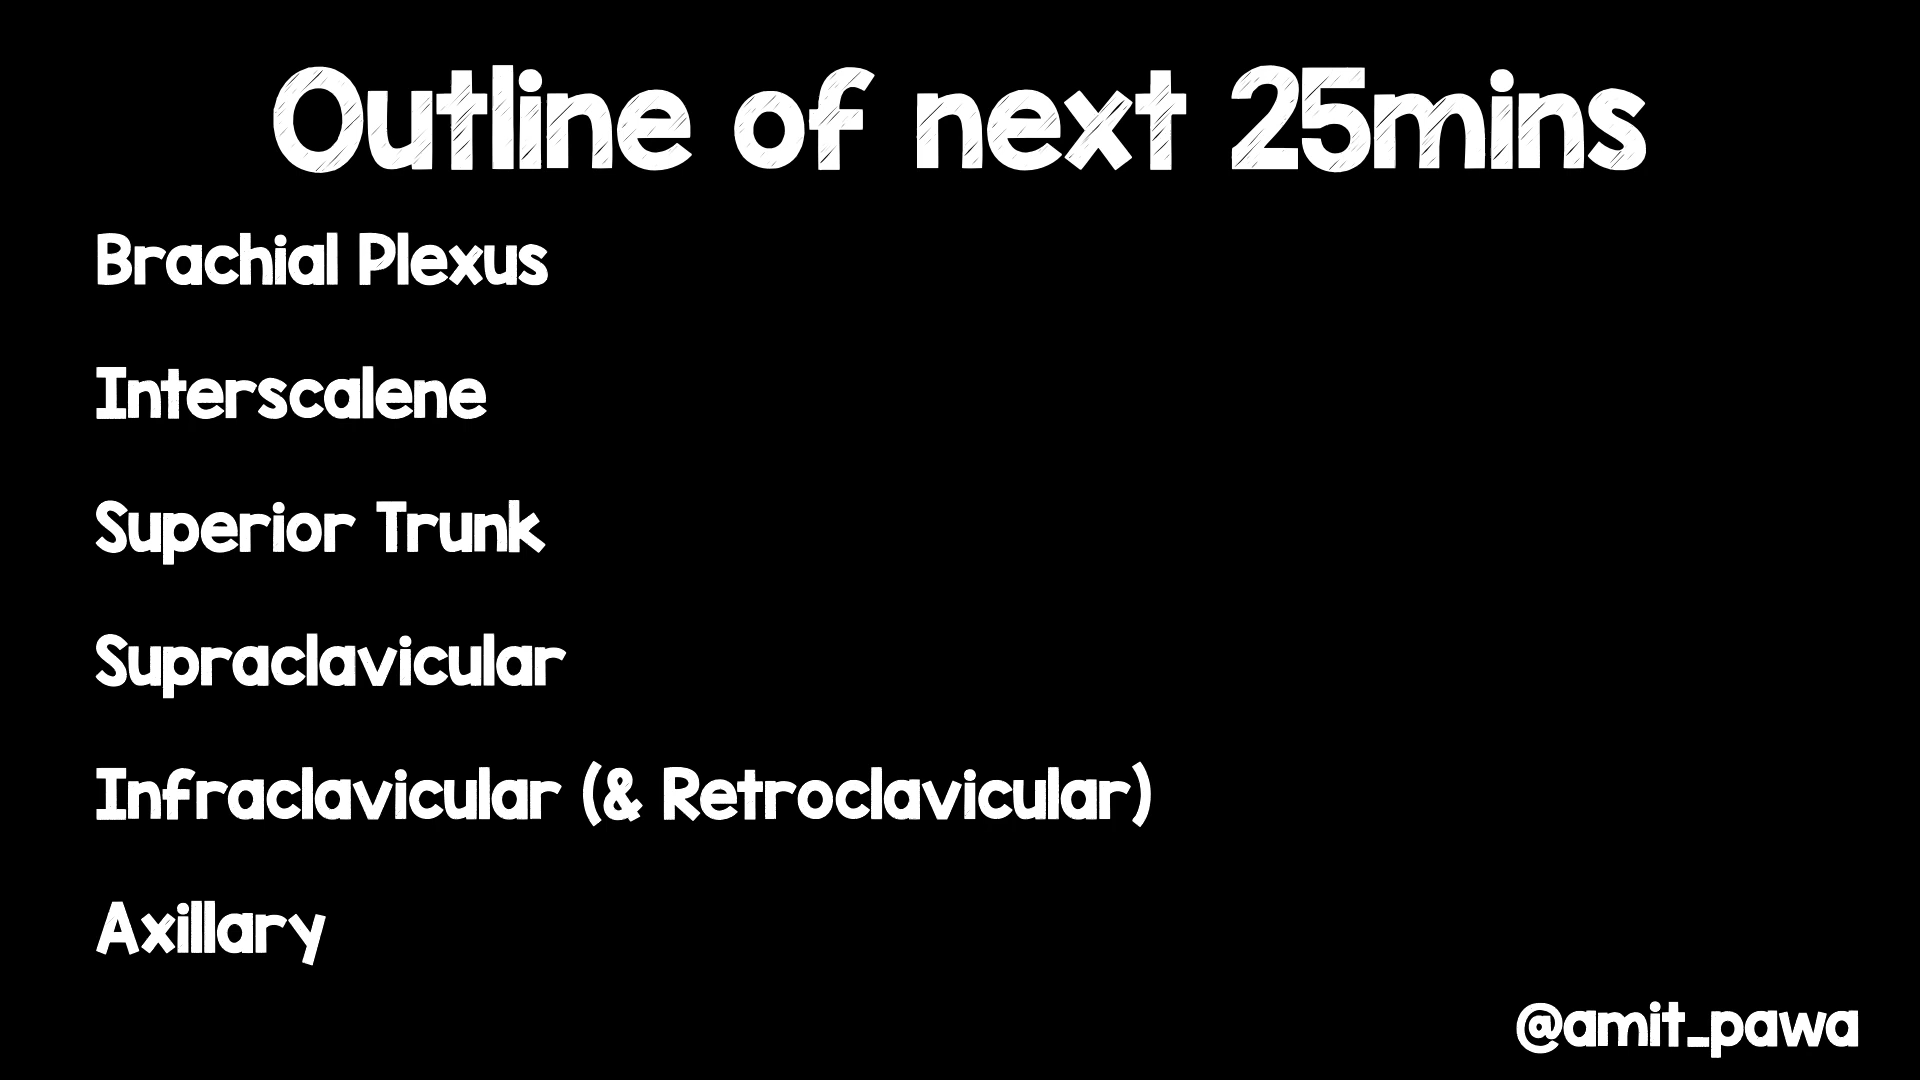 Outline of next 25mins
Brachial Plexus
Interscalene
Superior Trunk
Supraclavicular
Infraclavicular (& Retroclavicular)
Axillary
@amit_pawa